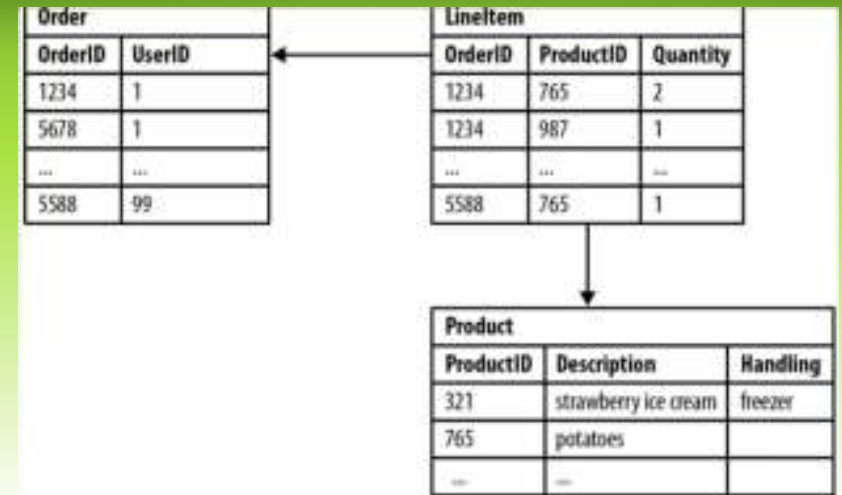 Order
OrderID UserID
1234 1
5678 1
... ...
5588 99
LineItem
OrderID ProductID Quantity
1234 765 2
1234 987 1
... ... ...
5588 765 1
Product
ProductID Description Handling
321 strawberry ice cream freezer
765 potatoes
... ...